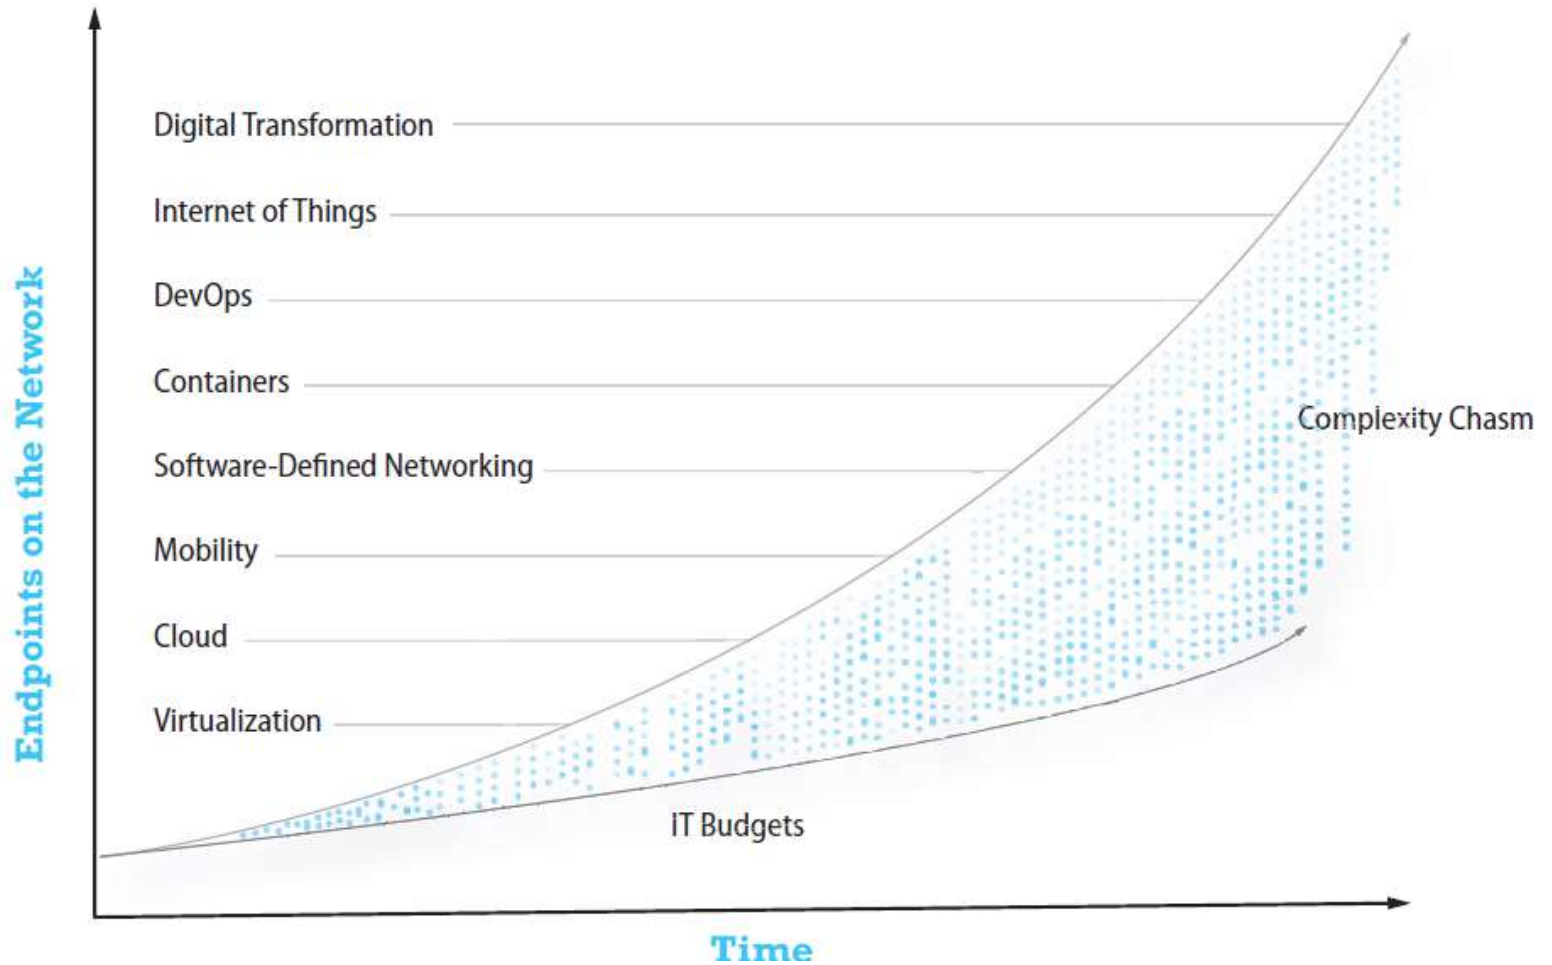 Digital Transformation
Internet of Things
DevOps
Containers
Complexity Chasm
Software-Defined Networking
Mobility
Cloud
Virtualization
IT Budgets
Endpoints on the Network
Time